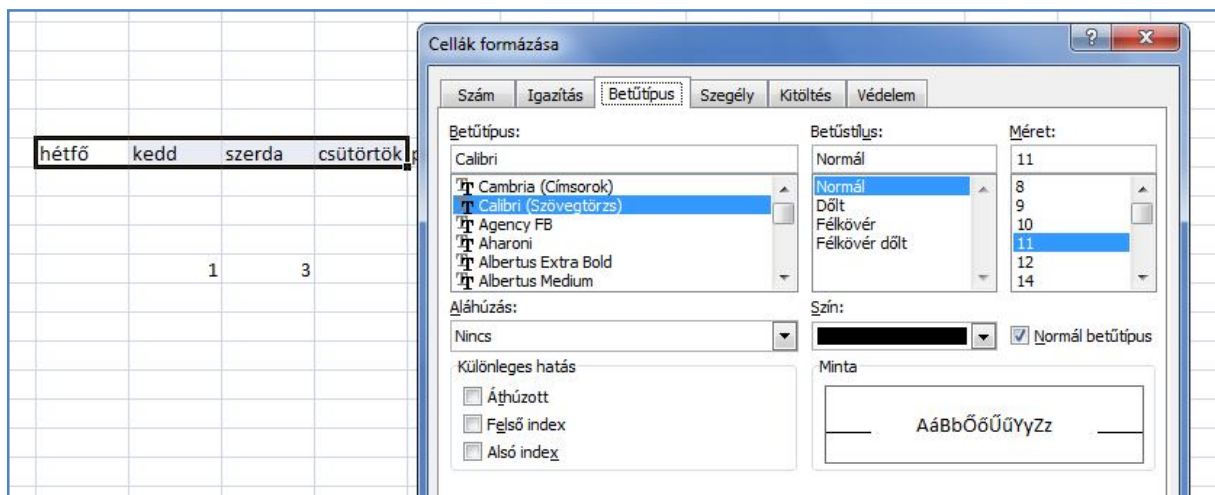 Cellák formázása
Szám Igazítás Betűtípus Szegély Kitöltés Védelem
Betűtípus: Betűstílus: Méret:
hétfő kedd szerda csütörtök
Calibri Normál 11
Cambria (Címsorok) Normál 8
Calibri (Szövegtörzs) Dőlt 9
Agency FB Félkövér 10
Aharoni Félkövér dőlt 11
Albertus Extra Bold 12
Albertus Medium 14
1 3
Aláhúzás: Szín:
Nincs Normál betűtípus
Különleges hatás Minta
Áthúzott
Felső index
Alsó index
AáBbŐőŰűYyZz